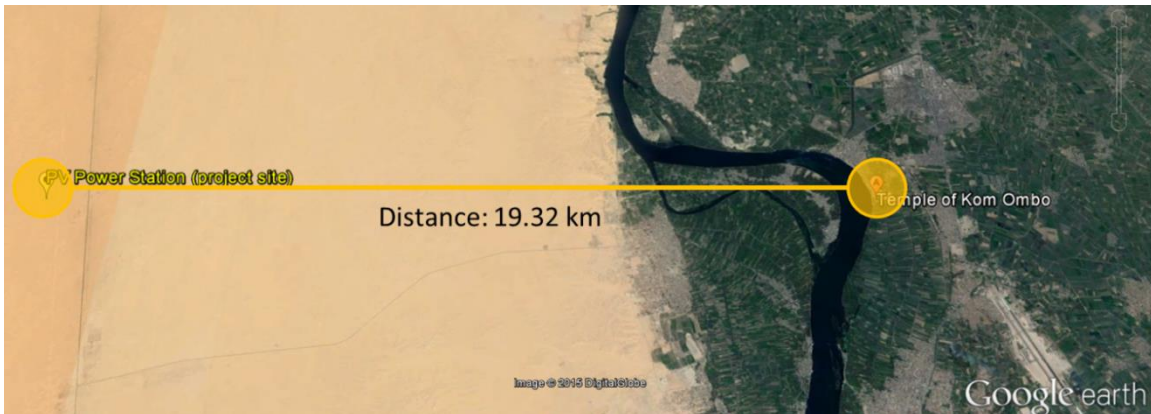 PV Power Station (project site)
Temple of Kom Ombo
Distance: 19.32 km
Image © 2015 DigitalGlobe
Google earth